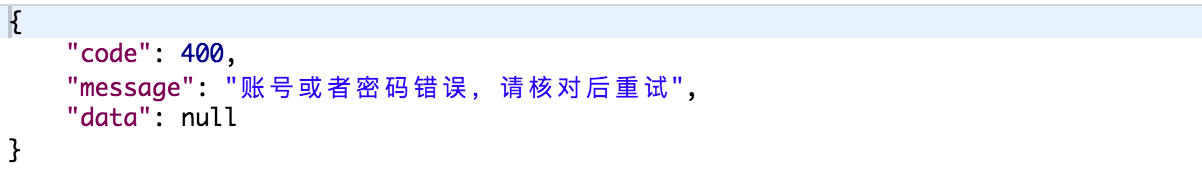 {
    "code": 400,
    "message": "账号或者密码错误，请核对后重试",
    "data": null
}